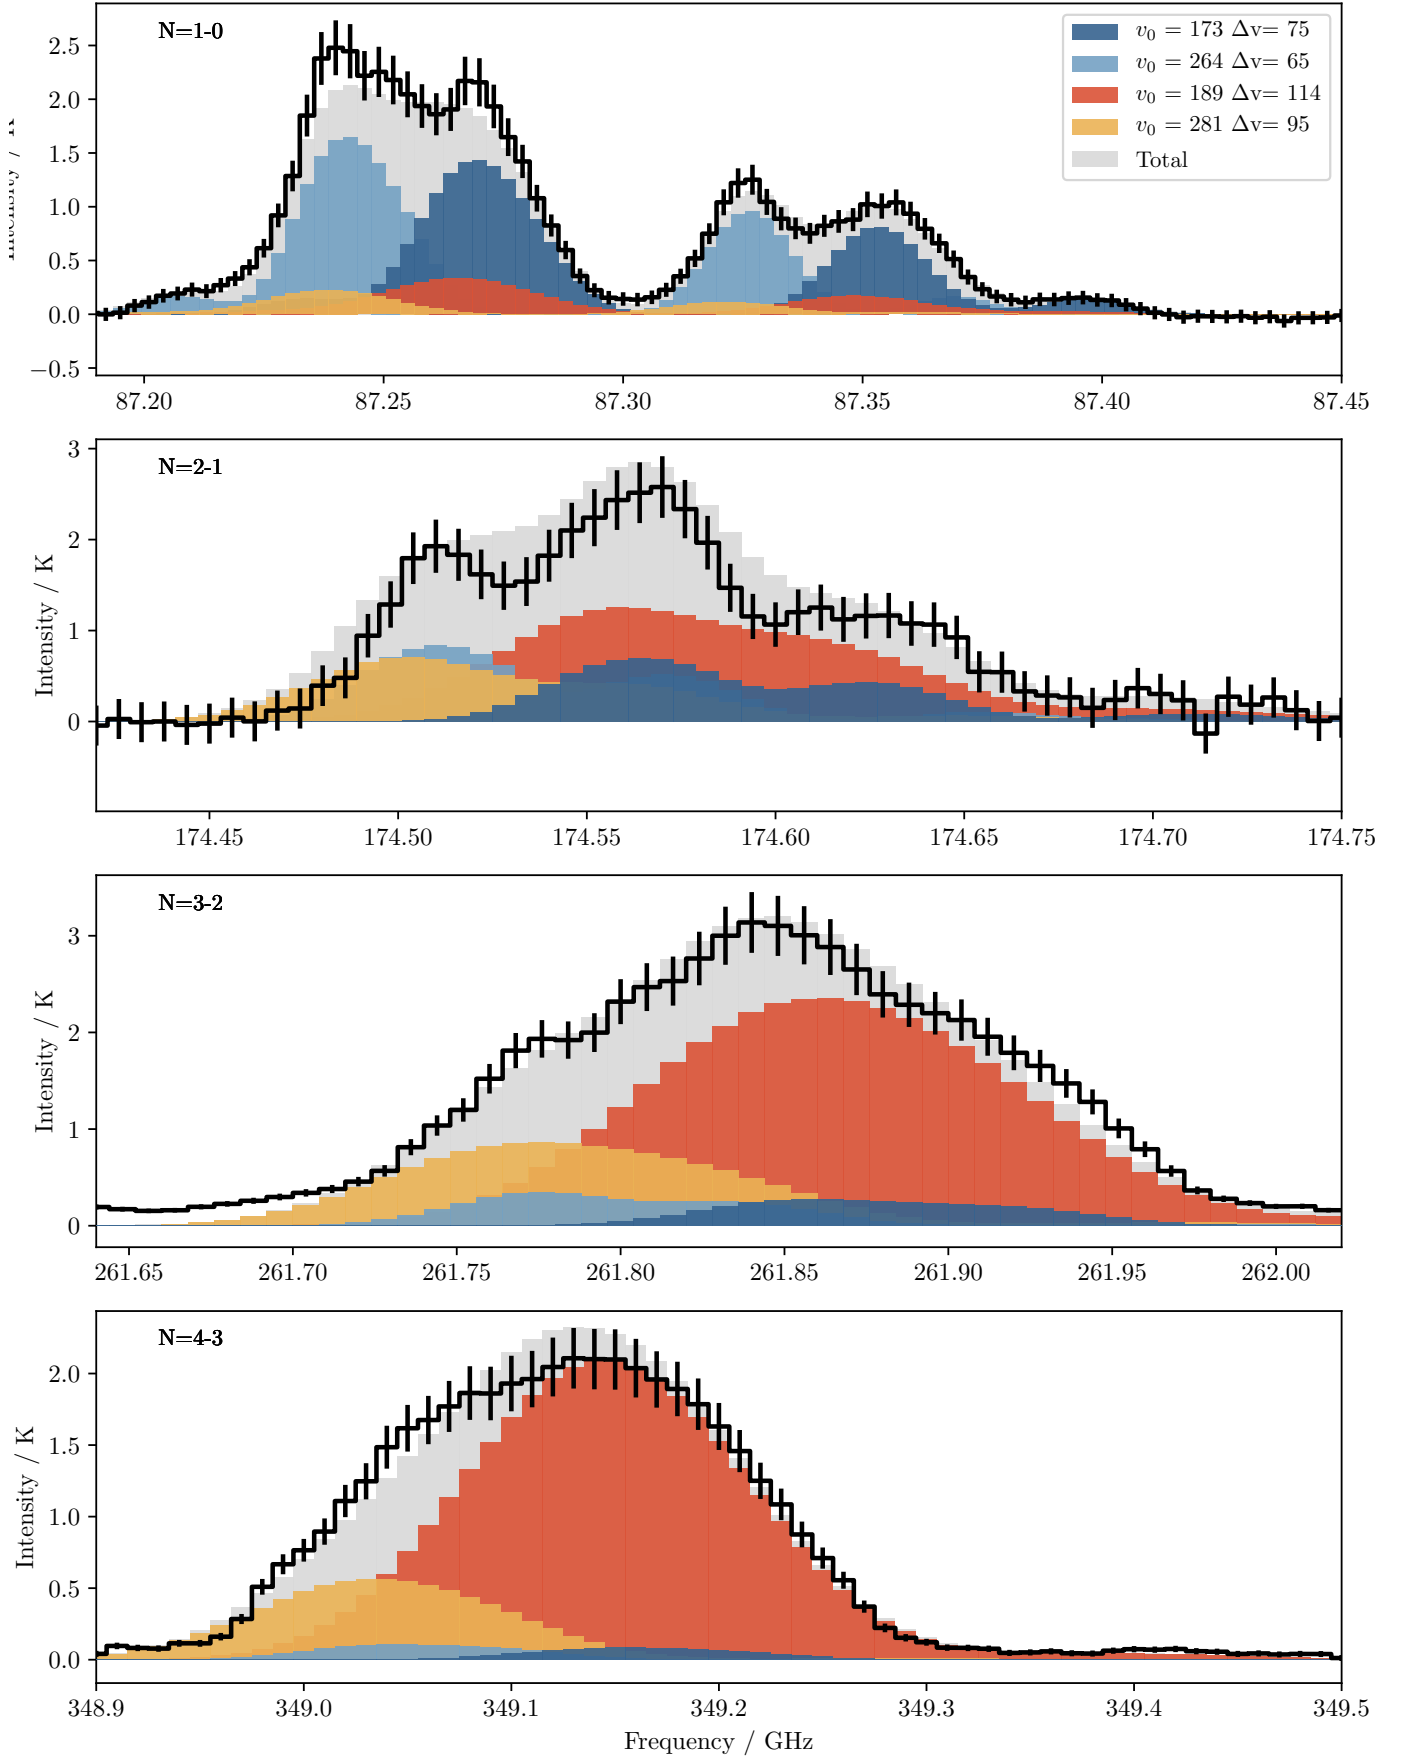 N=1-0
v₀ = 173 Δv= 75
v₀ = 264 Δv= 65
v₀ = 189 Δv= 114
v₀ = 281 Δv= 95
Total
2.5
2.0
1.5
1.0
0.5
0.0
−0.5
Intensity / K
87.20 87.25 87.30 87.35 87.40 87.45
N=2-1
3
2
1
0
Intensity / K
174.45 174.50 174.55 174.60 174.65 174.70 174.75
N=3-2
3
2
1
0
Intensity / K
261.65 261.70 261.75 261.80 261.85 261.90 261.95 262.00
N=4-3
2.0
1.5
1.0
0.5
0.0
Intensity / K
348.9 349.0 349.1 349.2 349.3 349.4 349.5
Frequency / GHz